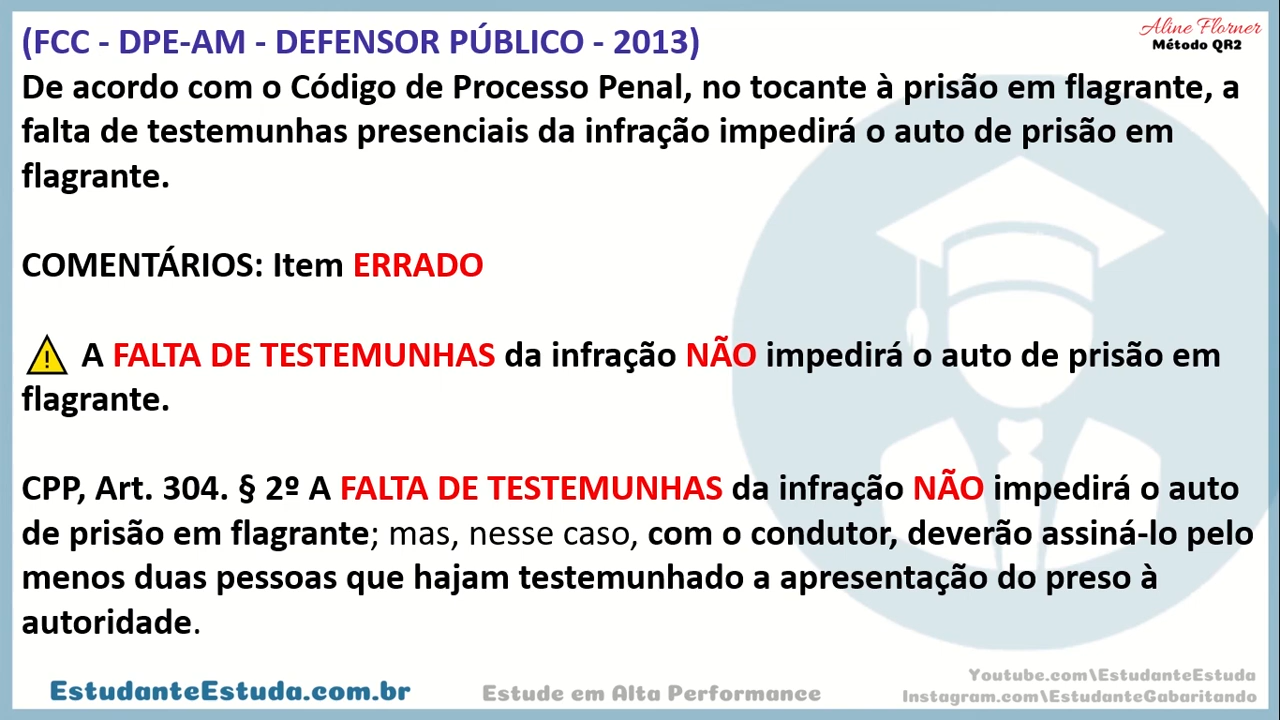 (FCC - DPE-AM - DEFENSOR PÚBLICO - 2013)
Aline Florner
Método QR2
De acordo com o Código de Processo Penal, no tocante à prisão em flagrante, a
falta de testemunhas presenciais da infração impedirá o auto de prisão em
flagrante.
COMENTÁRIOS: Item ERRADO
⚠ A FALTA DE TESTEMUNHAS da infração NÃO impedirá o auto de prisão em
flagrante.
CPP, Art. 304. § 2º A FALTA DE TESTEMUNHAS da infração NÃO impedirá o auto
de prisão em flagrante; mas, nesse caso, com o condutor, deverão assiná-lo pelo
menos duas pessoas que hajam testemunhado a apresentação do preso à
autoridade.
EstudanteEstuda.com.br
Estude em Alta Performance
Youtube.com\EstudanteEstuda
Instagram.com\EstudanteGabaritando